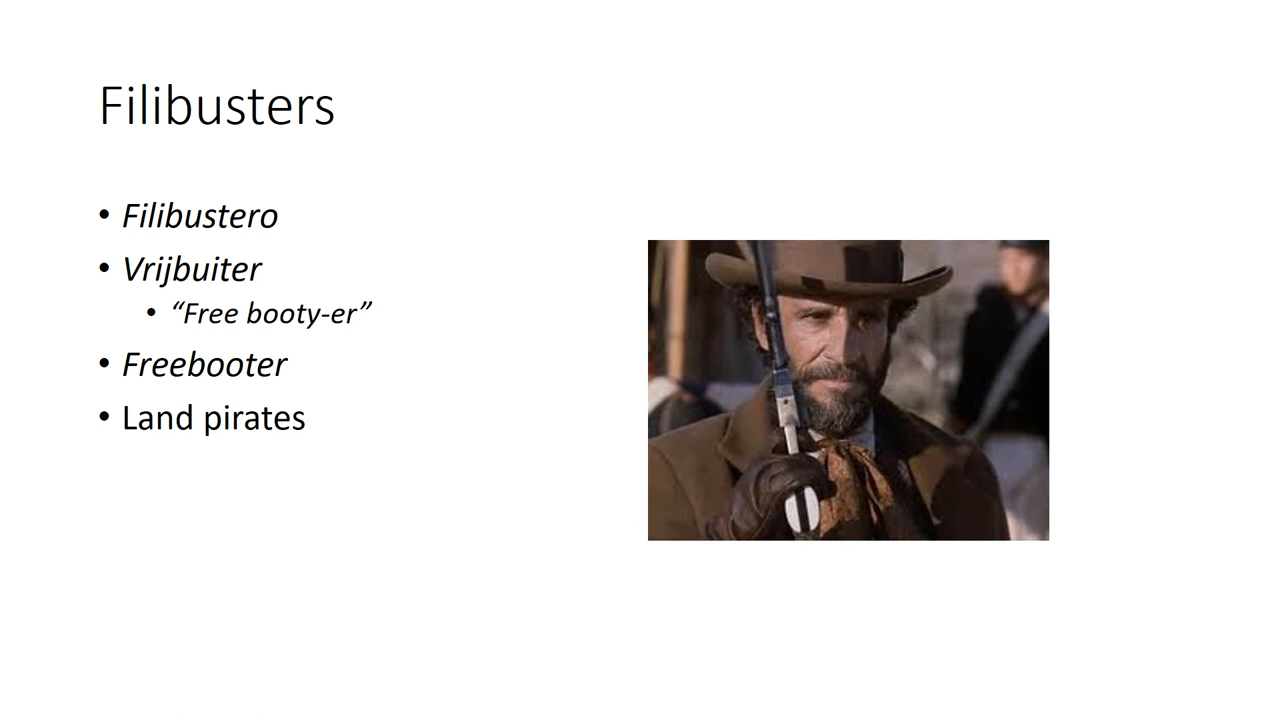 Filibusters
• Filibustero
• Vrijbuiter
• “Free booty-er”
• Freebooter
• Land pirates